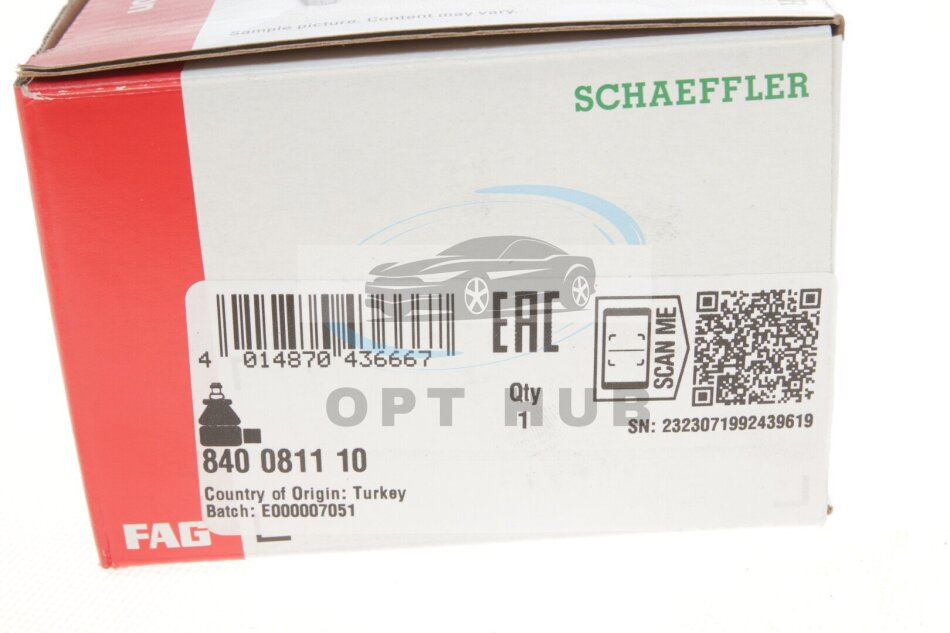 Sample picture. Content may vary.
SCHAEFFLER
4 014870 436667
EAC
SCAN ME
Qty
1
OPT HUB
SN: 2323071992439619
840 0811 10
Country of Origin: Turkey
Batch: E000007051
FAG